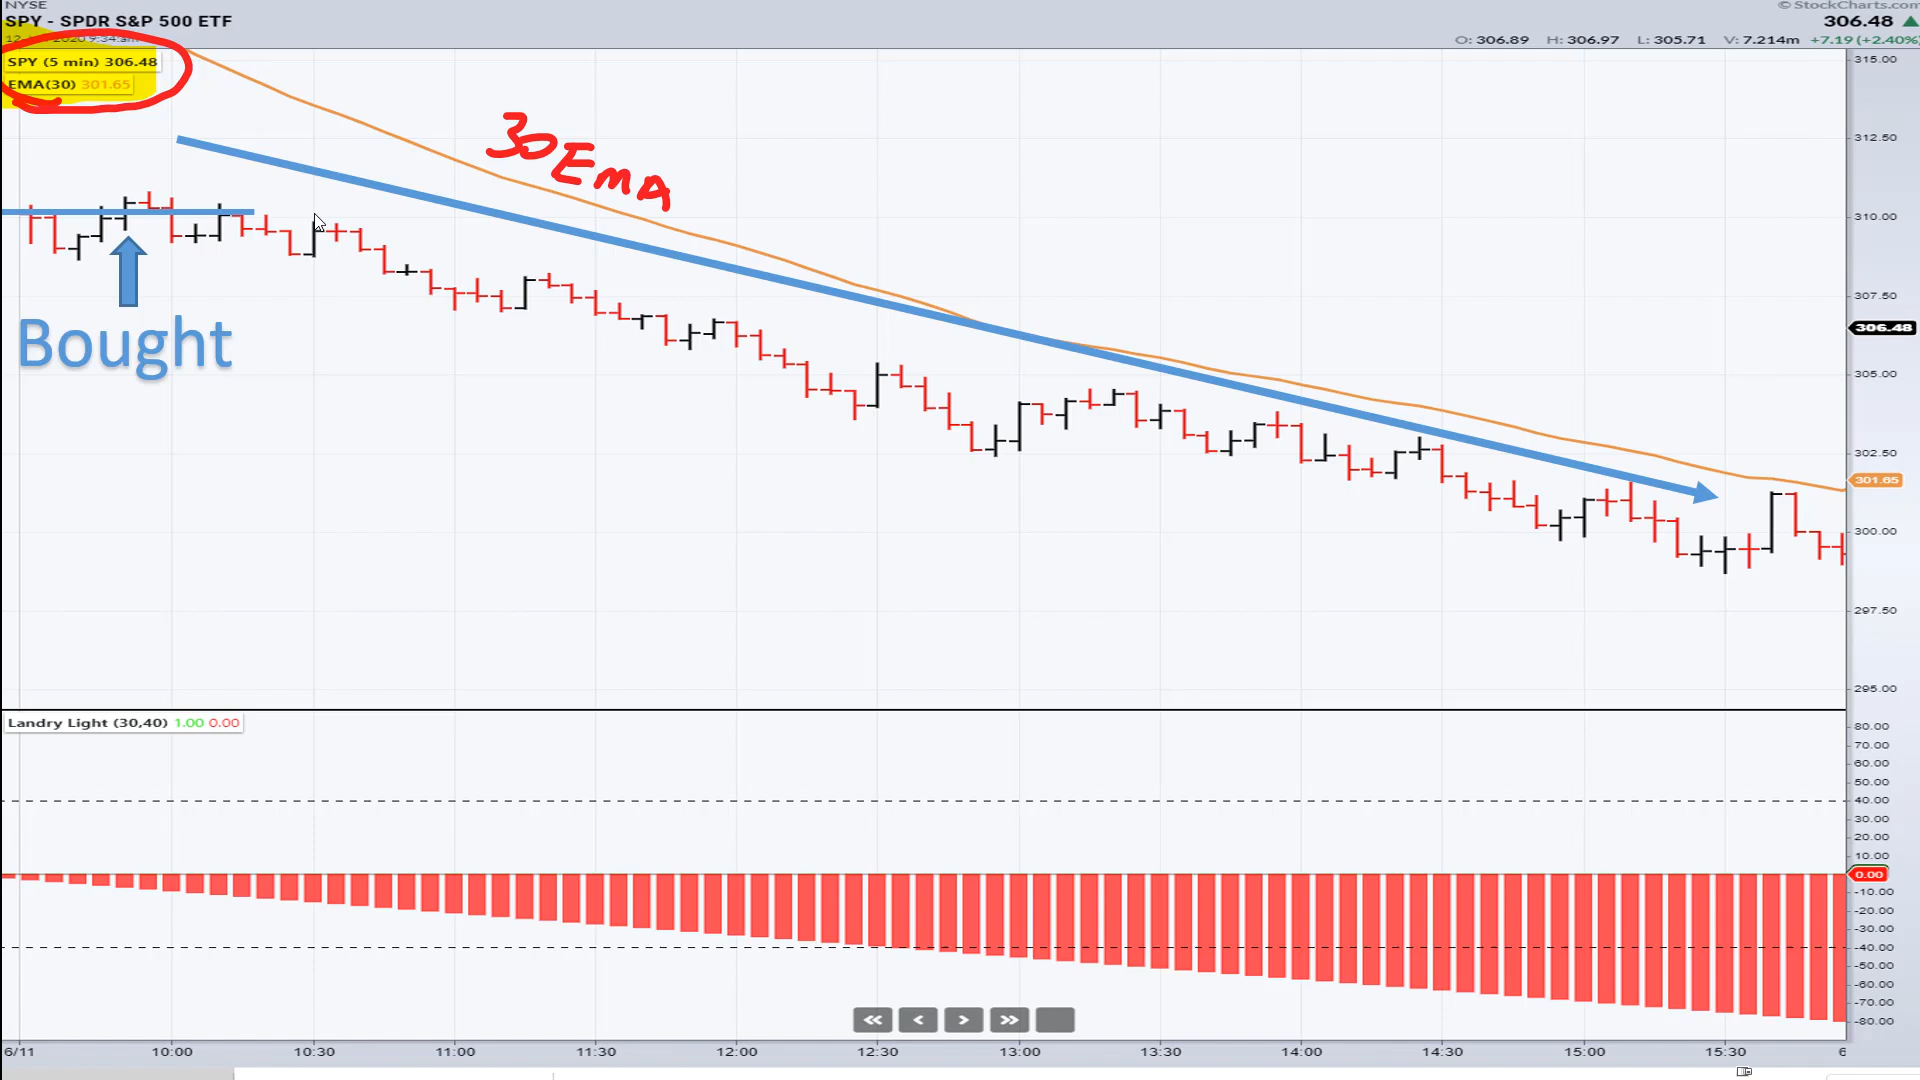 NYSE
© StockCharts.com
SPY - SPDR S&P 500 ETF
306.48
O: 306.89 H: 306.97 L: 305.71 V: 7.214m +7.19 (+2.40%)
SPY (5 min) 306.48
EMA(30) 301.65
30 EMA
Bought
315.00
312.50
310.00
307.50
306.48
305.00
302.50
301.65
300.00
297.50
295.00
Landry Light (30,40) 1.00 0.00
80.00
70.00
60.00
50.00
40.00
30.00
20.00
10.00
0.00
-10.00
-20.00
-30.00
-40.00
-50.00
-60.00
-70.00
-80.00
6/11 10:00 10:30 11:00 11:30 12:00 12:30 13:00 13:30 14:00 14:30 15:00 15:30 6